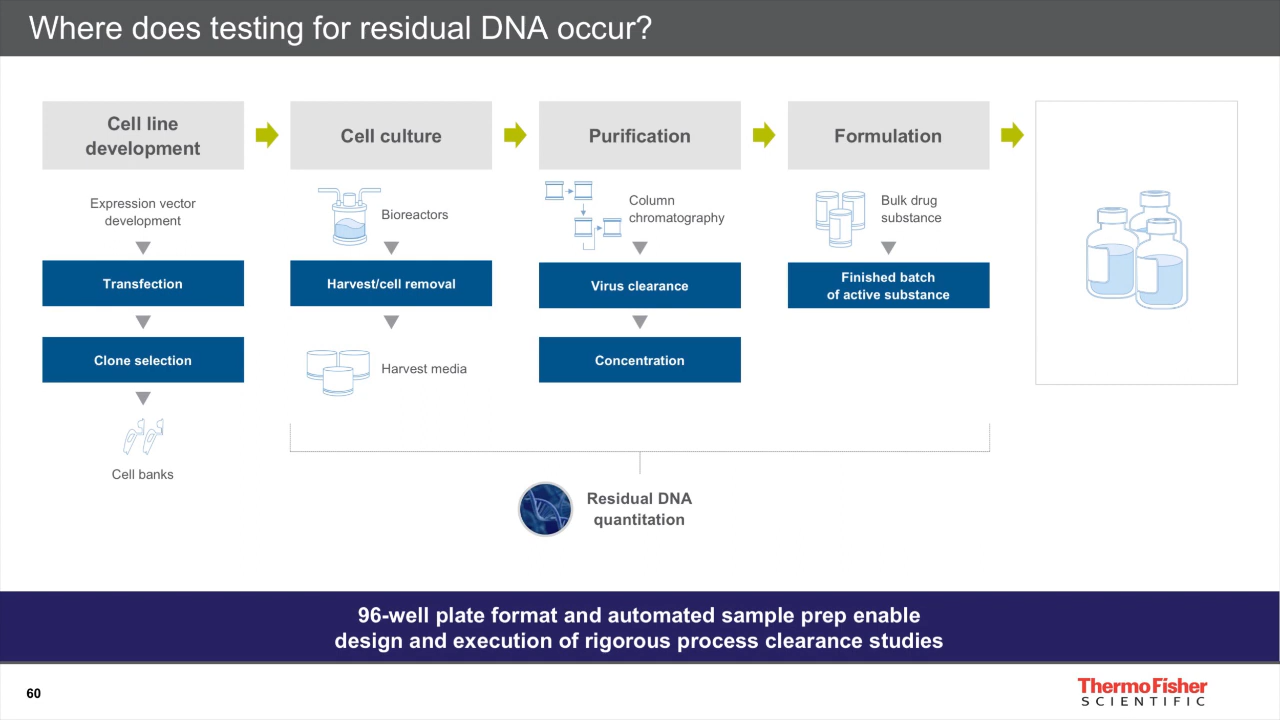 Where does testing for residual DNA occur?
Cell line
development
Expression vector
development
Transfection
Clone selection
Cell banks
Cell culture
Bioreactors
Harvest/cell removal
Harvest media
Purification
Column
chromatography
Virus clearance
Concentration
Formulation
Bulk drug
substance
Finished batch
of active substance
Residual DNA
quantitation
96-well plate format and automated sample prep enable
design and execution of rigorous process clearance studies
60
ThermoFisher
SCIENTIFIC